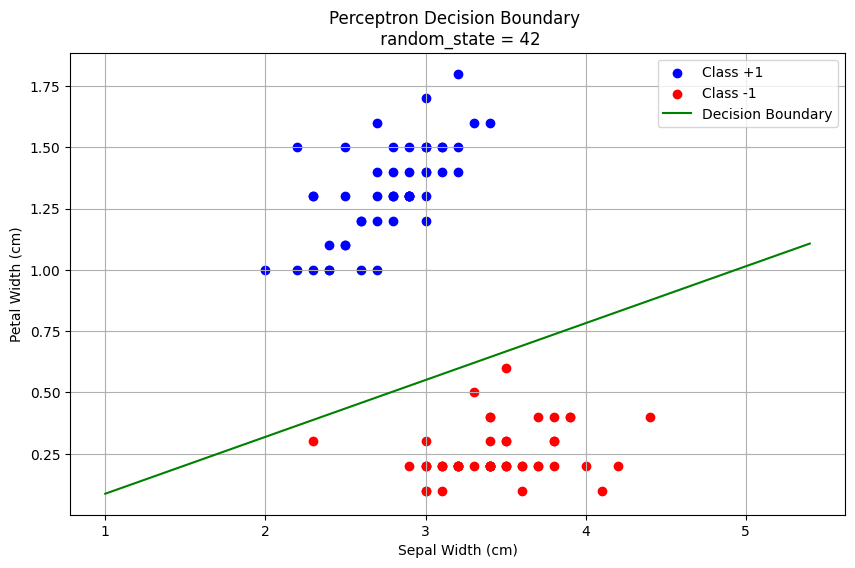 Perceptron Decision Boundary
random_state = 42
Class +1
Class -1
Decision Boundary
Petal Width (cm)
1.75
1.50
1.25
1.00
0.75
0.50
0.25
1 2 3 4 5
Sepal Width (cm)